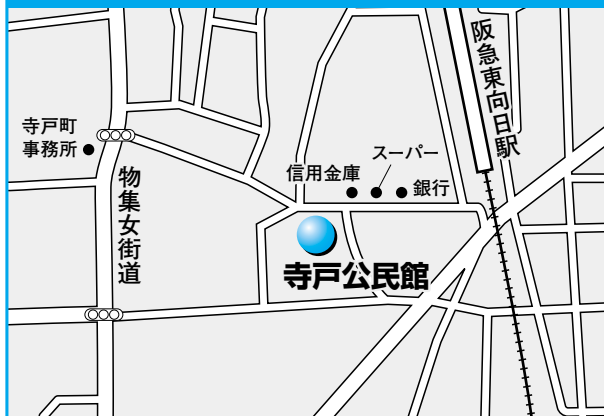 阪急東向日駅
寺戸町
事務所
物集女街道
スーパー
信用金庫
銀行
寺戸公民館